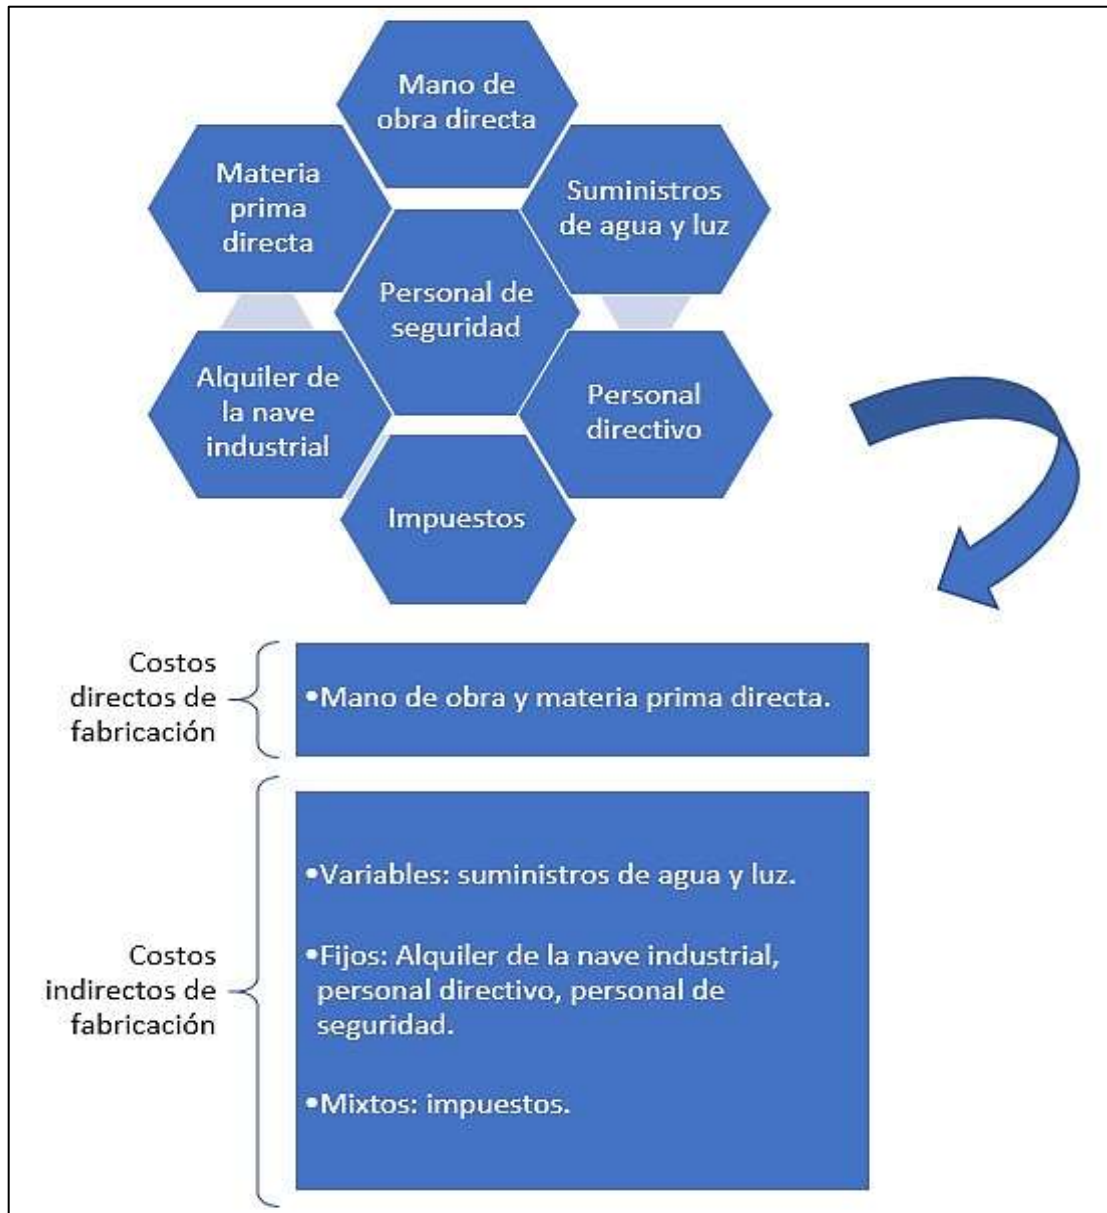 Mano de
obra directa
Materia
prima
directa
Suministros
de agua y luz
Personal de
seguridad
Alquiler de
la nave
industrial
Personal
directivo
Impuestos
Costos
directos de
fabricación
•Mano de obra y materia prima directa.
Costos
indirectos de
fabricación
•Variables: suministros de agua y luz.
•Fijos: Alquiler de la nave industrial,
personal directivo, personal de
seguridad.
•Mixtos: impuestos.